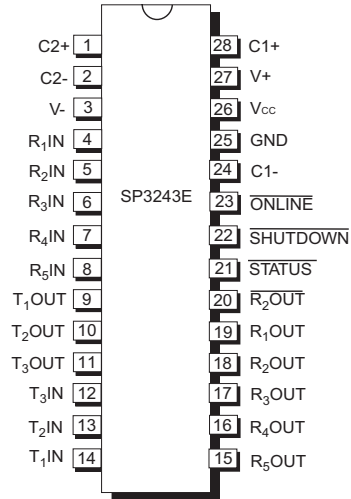 C2+ 1 28 C1+
C2- 2 27 V+
V- 3 26 Vcc
R1IN 4 25 GND
R2IN 5 24 C1-
R3IN 6 SP3243E 23 ONLINE
R4IN 7 22 SHUTDOWN
R5IN 8 21 STATUS
T1OUT 9 20 R2OUT
T2OUT 10 19 R1OUT
T3OUT 11 18 R2OUT
T3IN 12 17 R3OUT
T2IN 13 16 R4OUT
T1IN 14 15 R5OUT